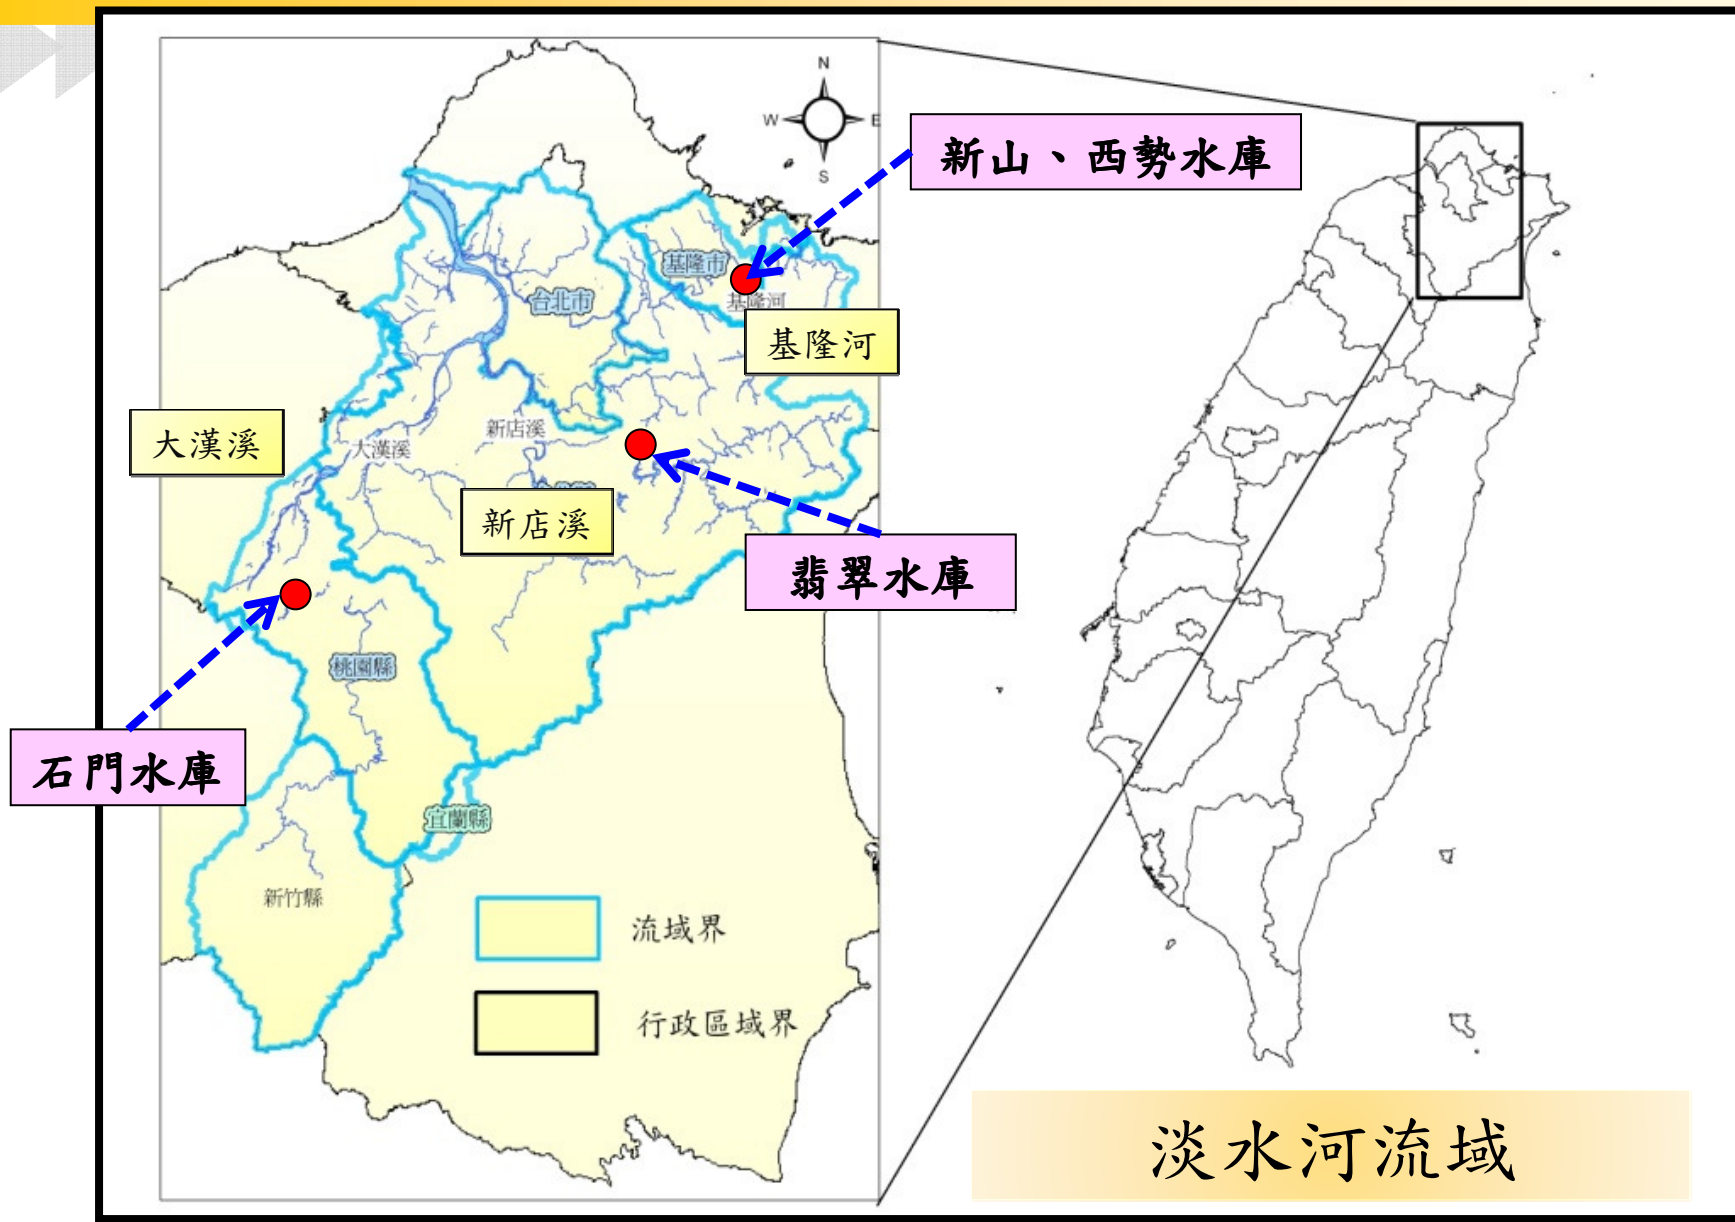 N
W
E
S
新山、西勢水庫
基隆市
基隆河
台北市
基隆河
大漢溪
新店溪
大漢溪
新店溪
翡翠水庫
桃園縣
石門水庫
宜蘭縣
新竹縣
流域界
行政區域界
淡水河流域